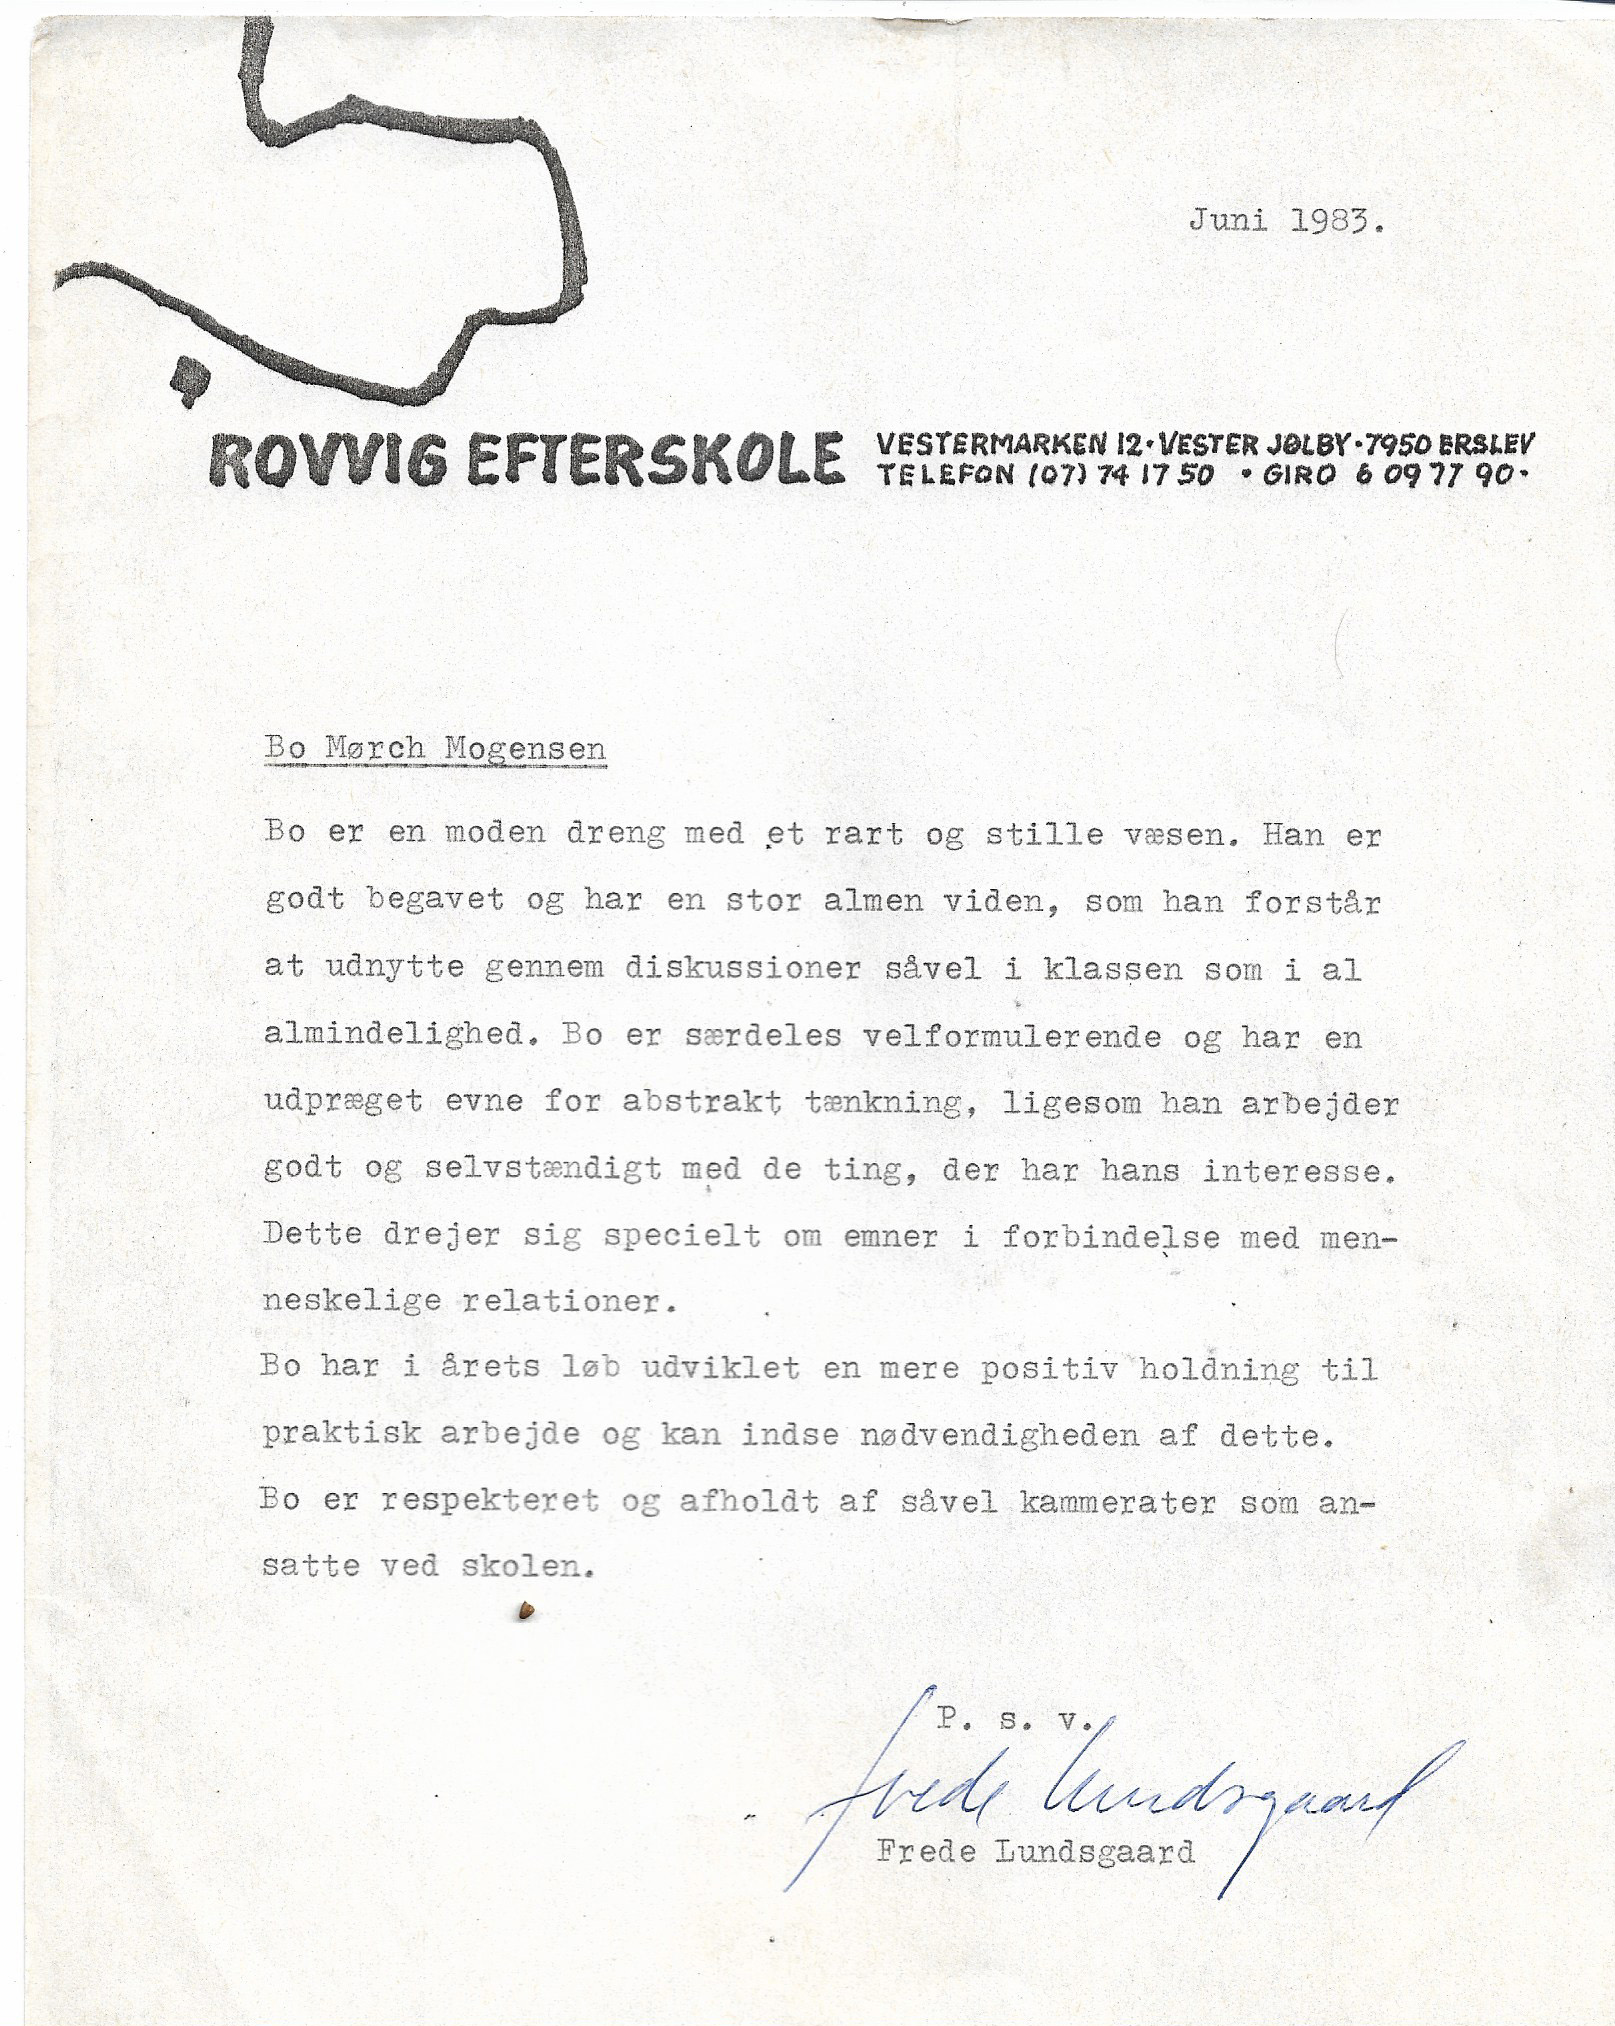 Juni 1983.
ROVVIG EFTERSKOLE VESTERMARKEN 12 · VESTER JØLBY · 7950 ERSLEV
TELEFON (07) 74 17 50 · GIRO 6 09 77 90 ·
Bo Mørch Mogensen
Bo er en moden dreng med et rart og stille væsen. Han er
godt begavet og har en stor almen viden, som han forstår
at udnytte gennem diskussioner såvel i klassen som i al
almindelighed. Bo er særdeles velformulerende og har en
udpræget evne for abstrakt tænkning, ligesom han arbejder
godt og selvstændigt med de ting, der har hans interesse.
Dette drejer sig specielt om emner i forbindelse med men-
neskelige relationer.
Bo har i årets løb udviklet en mere positiv holdning til
praktisk arbejde og kan indse nødvendigheden af dette.
Bo er respekteret og afholdt af såvel kammerater som an-
satte ved skolen.
P. s. v.
Frede Lundsgaard
Frede Lundsgaard